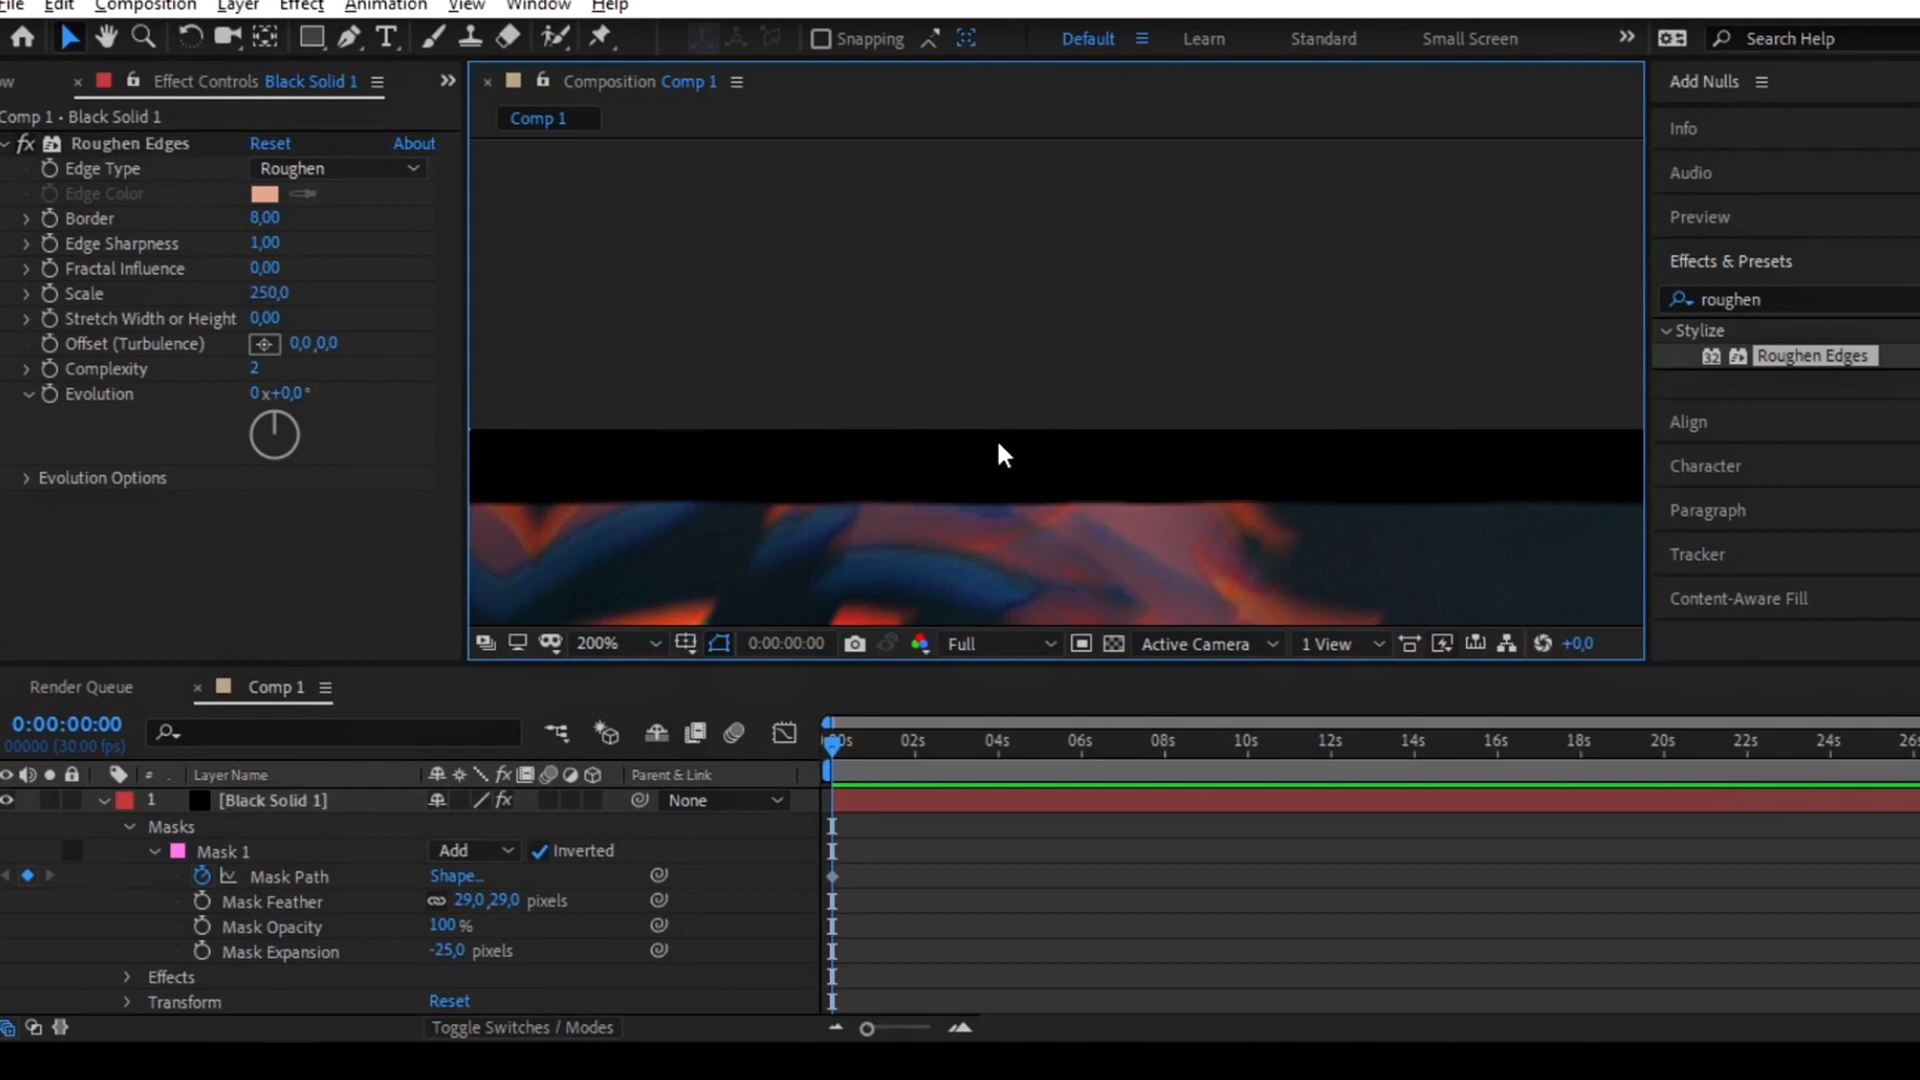 File Edit Composition Layer Effect Animation View Window Help
Snapping Default Learn Standard Small Screen Search Help
Effect Controls Black Solid 1
Composition Comp 1
Add Nulls
Comp 1 • Black Solid 1
Comp 1
Info
fx Roughen Edges Reset About
Edge Type Roughen
Audio
Edge Color
Border 8,00
Preview
Edge Sharpness 1,00
Effects & Presets
Fractal Influence 0,00
Scale 250,0
roughen
Stretch Width or Height 0,00
Stylize
Offset (Turbulence) 0,0,0,0
32 Roughen Edges
Complexity 2
Evolution 0x+0,0°
Align
Character
Evolution Options
Paragraph
Tracker
Content-Aware Fill
200% 0:00:00:00 Full Active Camera 1 View +0,0
Render Queue Comp 1
0:00:00:00
00000 (30.00 fps)
02s 04s 06s 08s 10s 12s 14s 16s 18s 20s 22s 24s
# Layer Name fx Parent & Link
1 [Black Solid 1] fx None
Masks
Mask 1 Add Inverted
Mask Path Shape...
Mask Feather 29,0,29,0 pixels
Mask Opacity 100%
Mask Expansion -25,0 pixels
Effects
Transform Reset
Toggle Switches / Modes